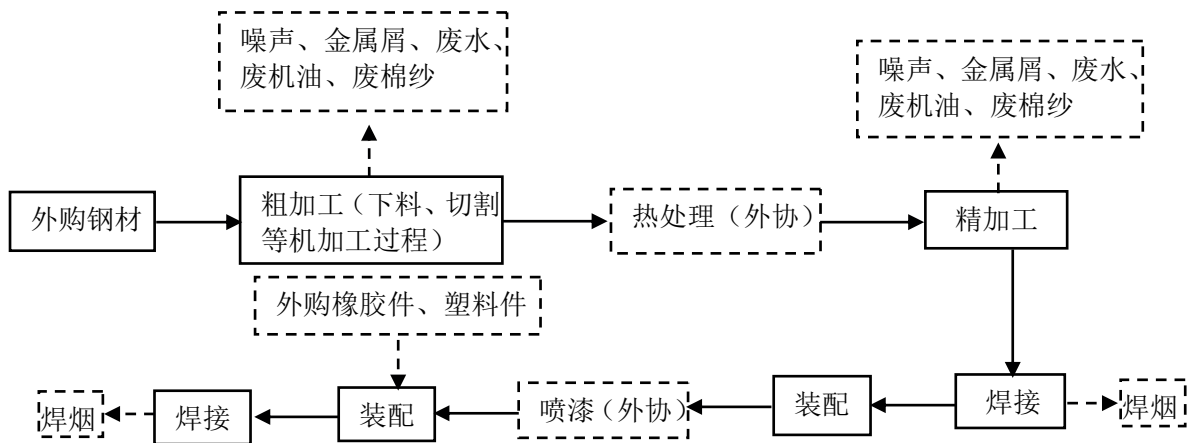 噪声、金属屑、废水、
废机油、废棉纱
噪声、金属屑、废水、
废机油、废棉纱
外购钢材
粗加工（下料、切割
等机加工过程）
热处理（外协）
精加工
外购橡胶件、塑料件
焊烟
焊接
装配
喷漆（外协）
装配
焊接
焊烟